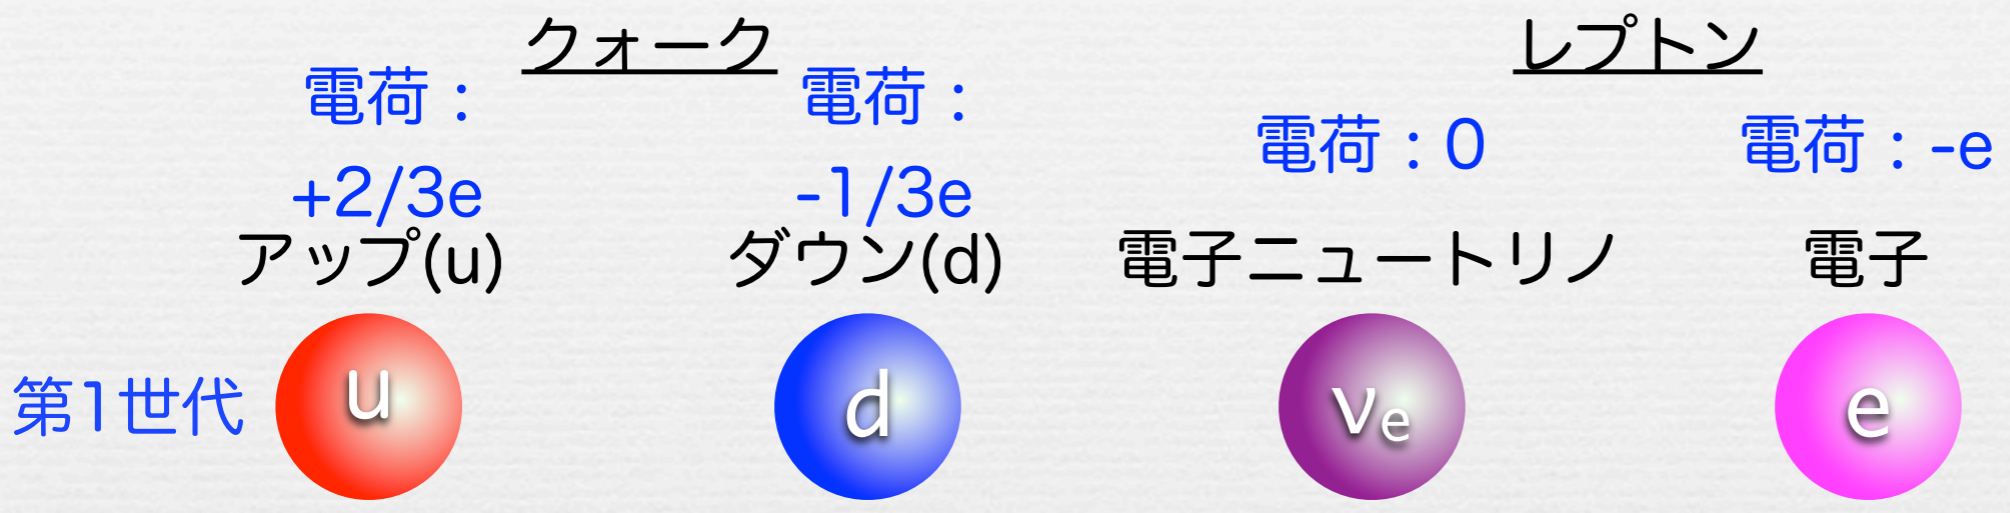 クォーク
レプトン
電荷：
+2/3e
電荷：
-1/3e
電荷：0
電荷：-e
アップ(u)
ダウン(d)
電子ニュートリノ
電子
第1世代
u
d
νe
e